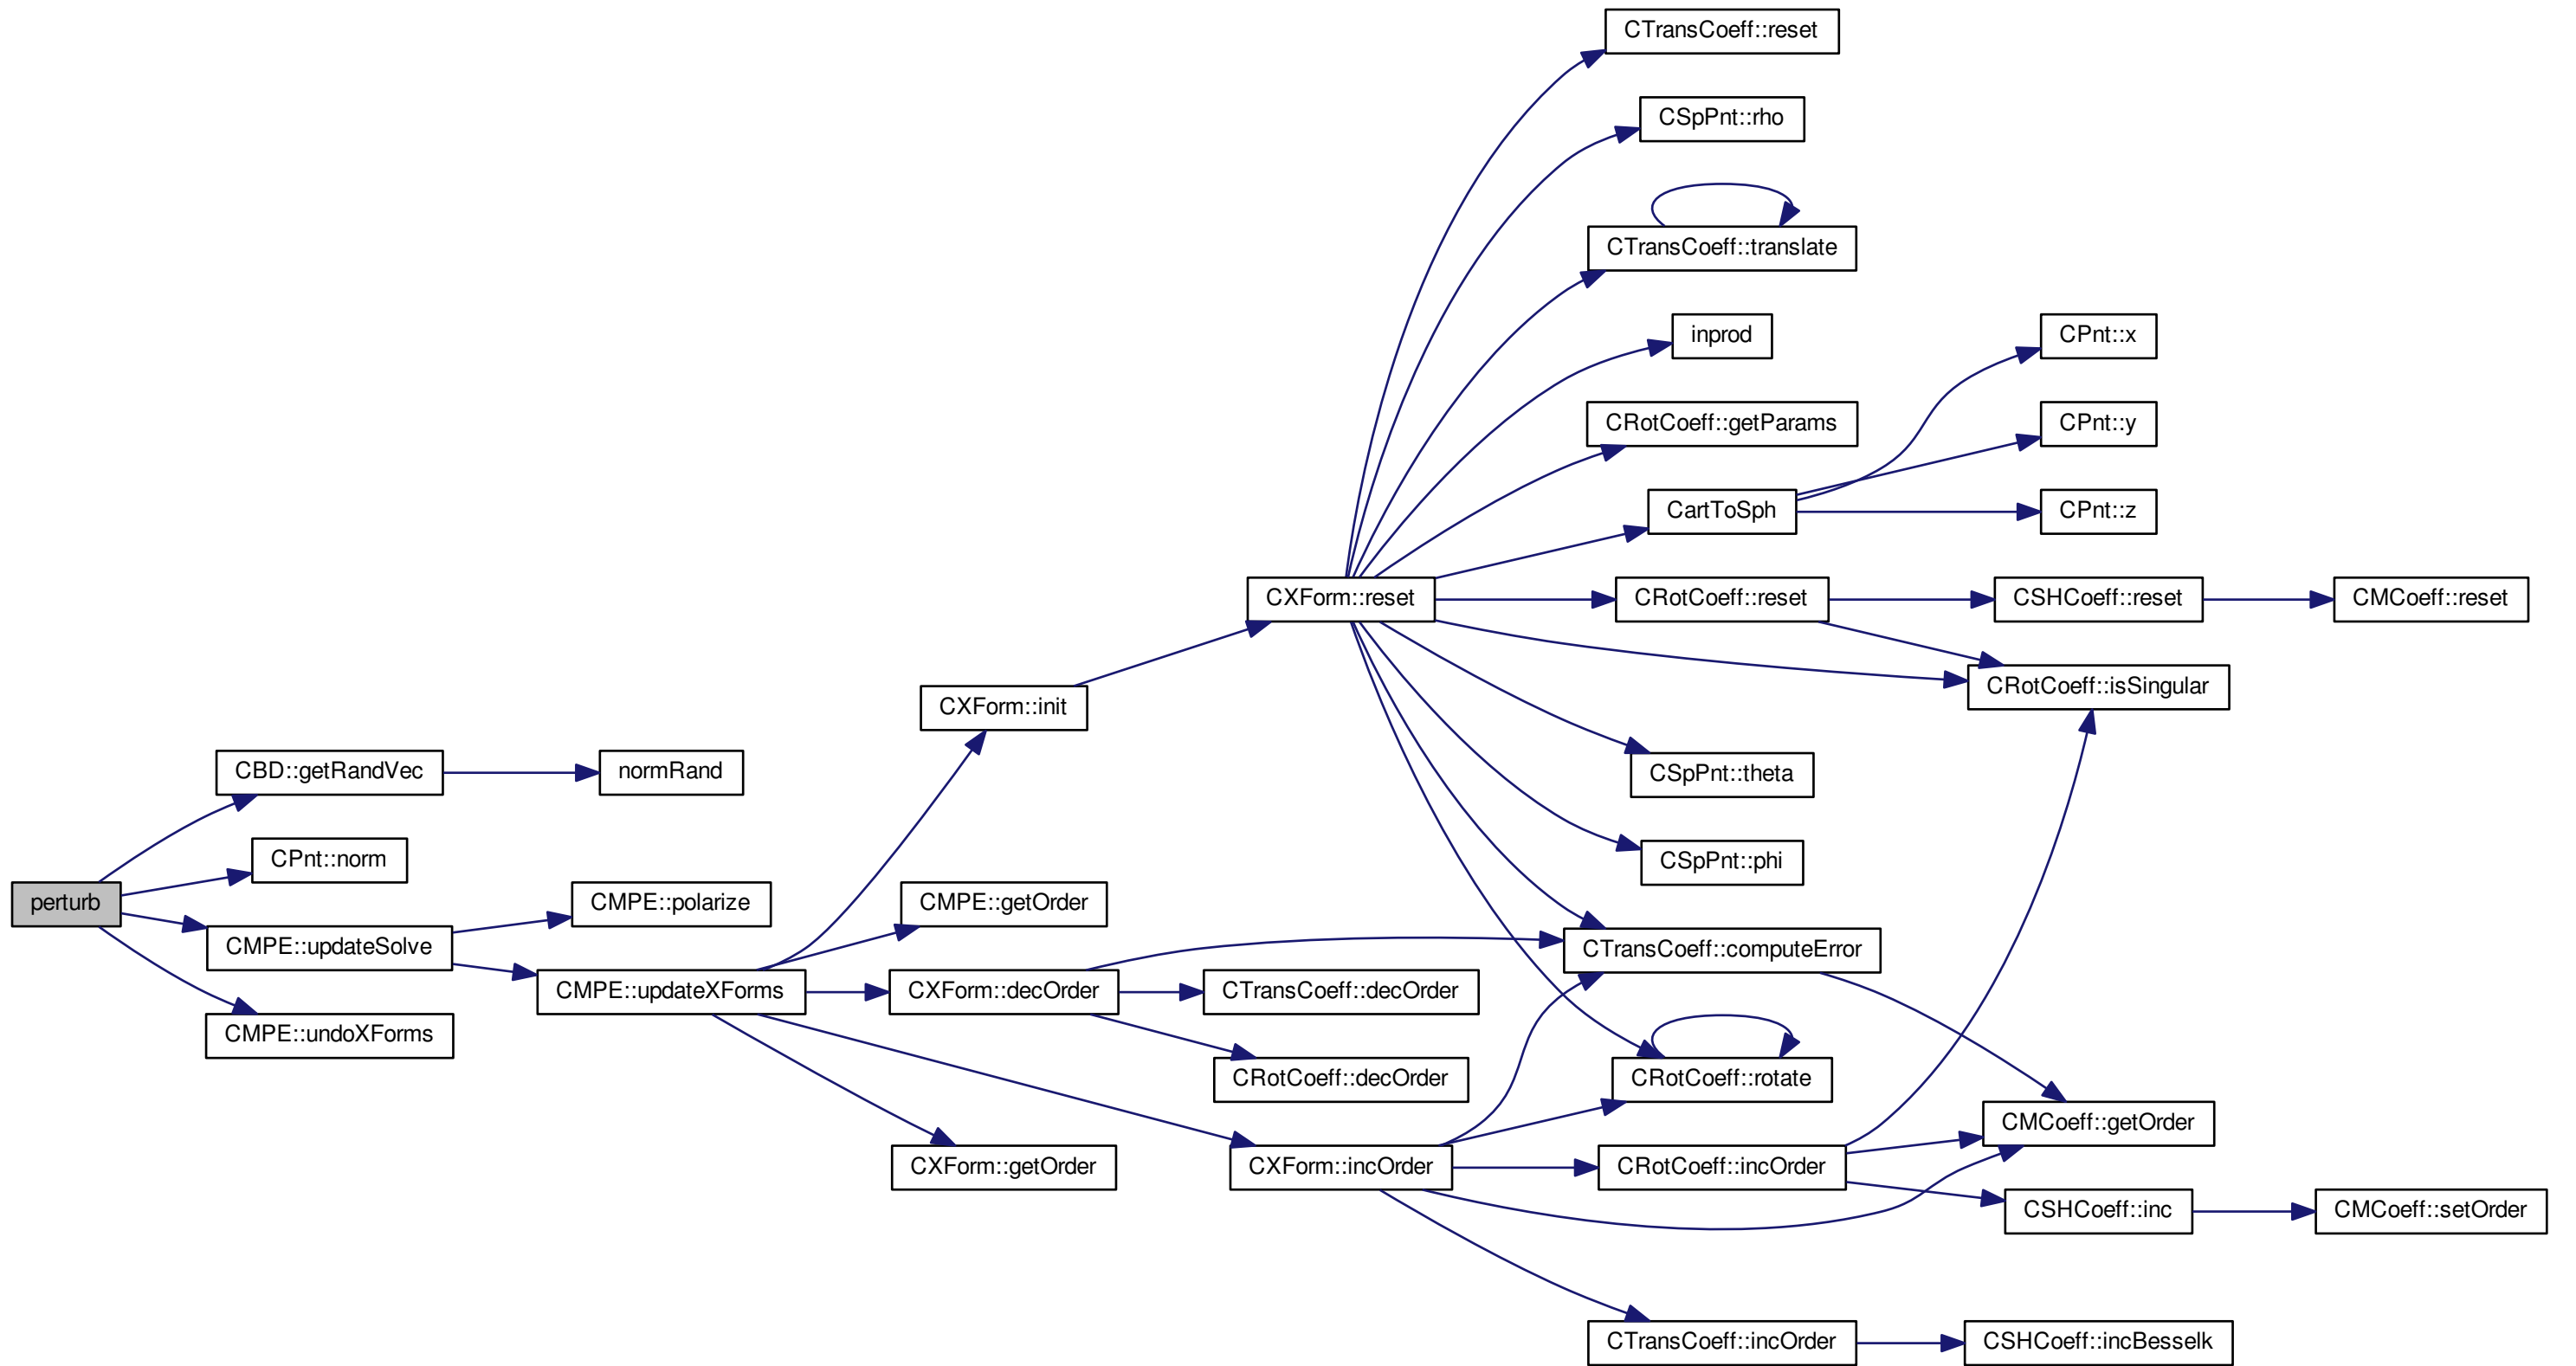 CTransCoeff::reset
CSpPnt::rho
CTransCoeff::translate
inprod
CPnt::x
CRotCoeff::getParams
CPnt::y
CartToSph
CPnt::z
CXForm::reset
CRotCoeff::reset
CSHCoeff::reset
CMCoeff::reset
CRotCoeff::isSingular
CXForm::init
CBD::getRandVec
normRand
CSpPnt::theta
CPnt::norm
CSpPnt::phi
perturb
CMPE::polarize
CMPE::getOrder
CMPE::updateSolve
CTransCoeff::computeError
CMPE::updateXForms
CXForm::decOrder
CTransCoeff::decOrder
CMPE::undoXForms
CRotCoeff::decOrder
CRotCoeff::rotate
CMCoeff::getOrder
CXForm::getOrder
CXForm::incOrder
CRotCoeff::incOrder
CSHCoeff::inc
CMCoeff::setOrder
CTransCoeff::incOrder
CSHCoeff::incBesselk